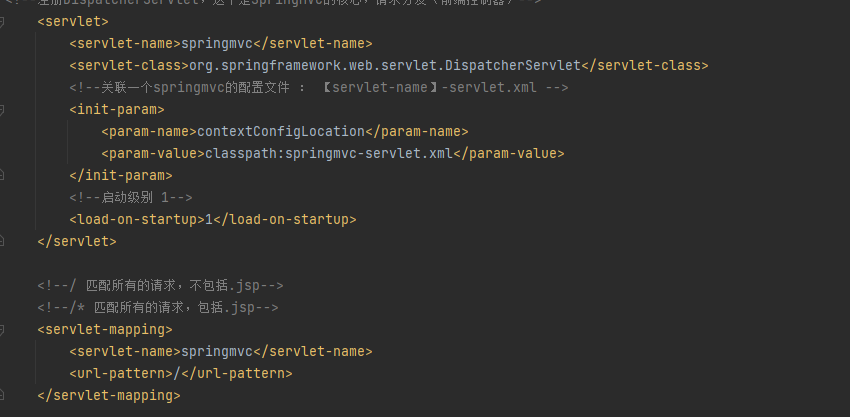 注册DispatcherServlet,这个是SpringMVC的核心,请求分发(前端控制器)-->
<servlet>
<servlet-name>springmvc</servlet-name>
<servlet-class>org.springframework.web.servlet.DispatcherServlet</servlet-class>
<!--关联一个springmvc的配置文件 : 【servlet-name】-servlet.xml -->
<init-param>
<param-name>contextConfigLocation</param-name>
<param-value>classpath:springmvc-servlet.xml</param-value>
</init-param>
<!--启动级别 1-->
<load-on-startup>1</load-on-startup>
</servlet>
<!--/ 匹配所有的请求,不包括.jsp-->
<!--/* 匹配所有的请求,包括.jsp-->
<servlet-mapping>
<servlet-name>springmvc</servlet-name>
<url-pattern>/</url-pattern>
</servlet-mapping>